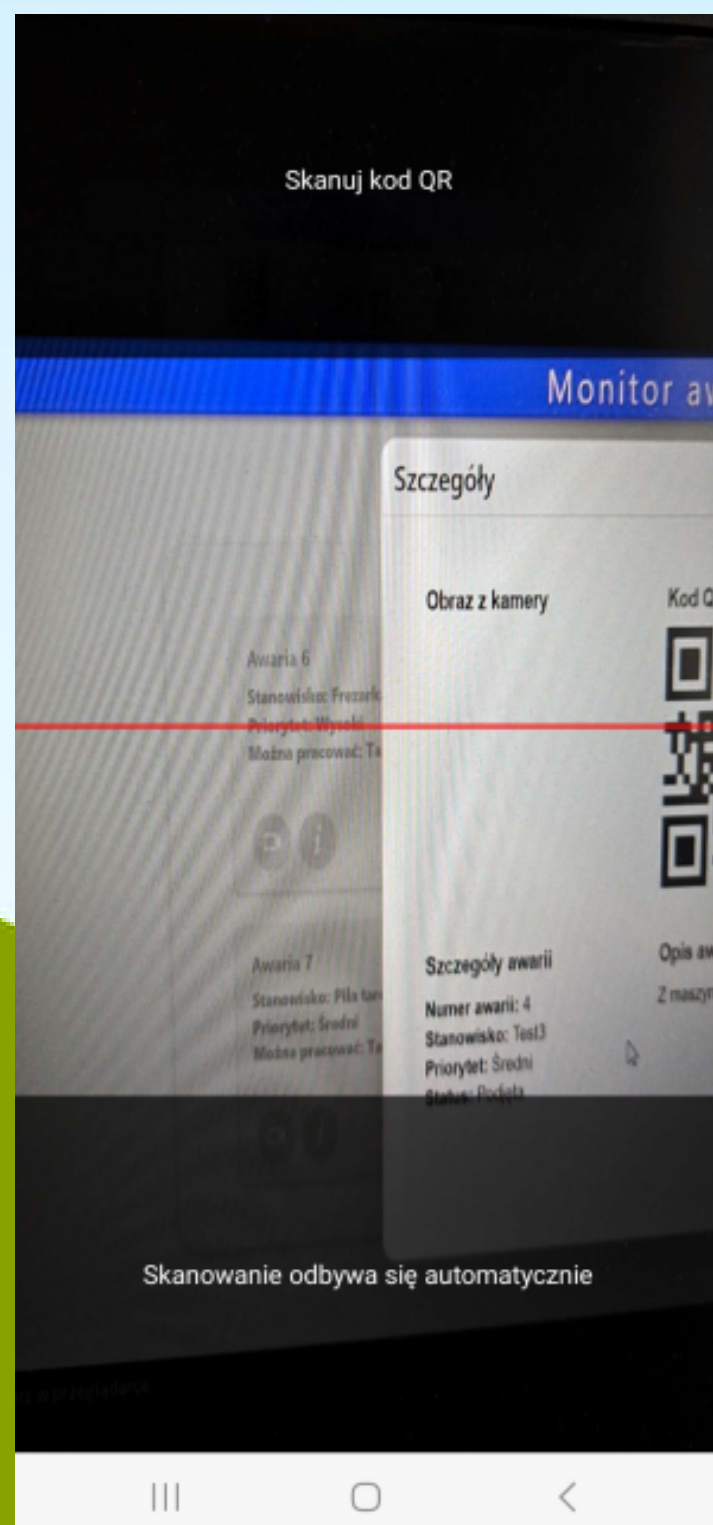 Skanuj kod QR
Monitor aw
Szczegóły
Obraz z kamery
Kod Q
Awaria 6
Stanowisko: Frezark
Priorytet: Wysoki
Można pracować: Ta
Awaria 7
Stanowisko: Piła tar
Priorytet: Średni
Można pracować: Ta
Szczegóły awarii
Numer awarii: 4
Stanowisko: Test3
Priorytet: Średni
Status: Podjęta
Opis aw
Z maszyn
Skanowanie odbywa się automatycznie